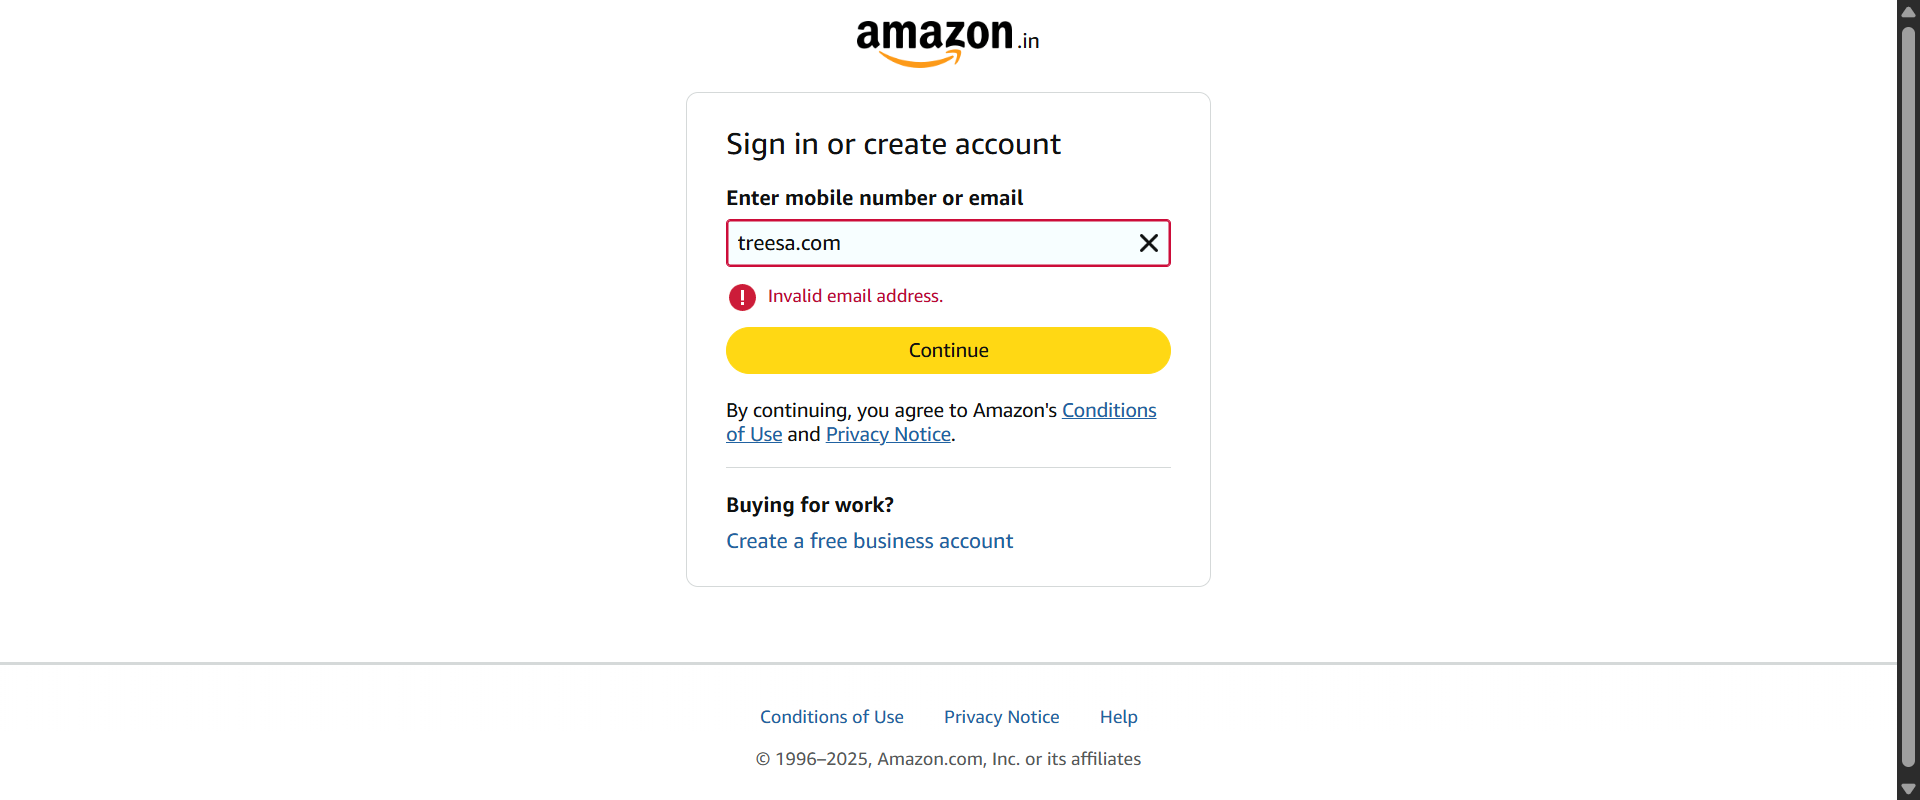 amazon.in
Sign in or create account
Enter mobile number or email
treesa.com
Invalid email address.
Continue
By continuing, you agree to Amazon's Conditions
of Use and Privacy Notice.
Buying for work?
Create a free business account
Conditions of Use Privacy Notice Help
© 1996–2025, Amazon.com, Inc. or its affiliates